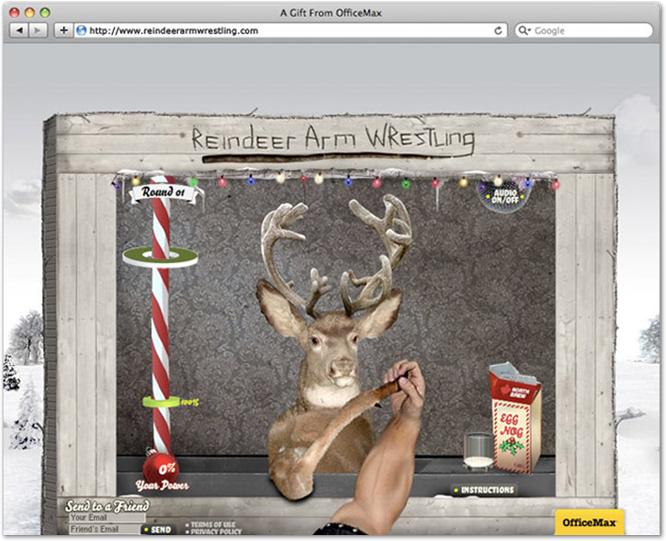 A Gift From OfficeMax
http://www.reindeerarmwrestling.com
Google
Reindeer Arm Wrestling
Round 01
AUDIO
ON/OFF
100%
NORTH
BREW
EGG
NOG
0%
Your Power
INSTRUCTIONS
Send to a Friend
Your Email
Friend's Email
SEND
TERMS OF USE
PRIVACY POLICY
OfficeMax